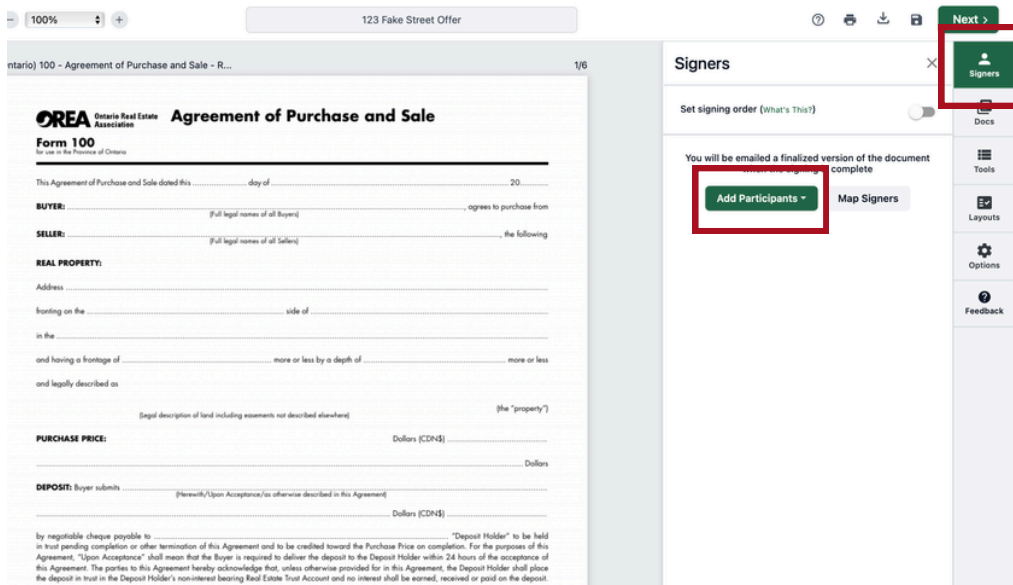 100%
123 Fake Street Offer
Next >
ntario) 100 - Agreement of Purchase and Sale - R...
1/6
OREA Ontario Real Estate Association
Agreement of Purchase and Sale
Form 100
for use in the Province of Ontario
This Agreement of Purchase and Sale dated this ............ day of ............ 20............
BUYER: ............, agrees to purchase from
(Full legal names of all Buyers)
SELLER: ............, the following
(Full legal names of all Sellers)
REAL PROPERTY:
Address ............
fronting on the ............ side of ............
in the ............
and having a frontage of ............ more or less by a depth of ............ more or less
and legally described as
(the "property")
(Legal description of land including easements not described elsewhere)
PURCHASE PRICE: Dollars (CDN$) ............
............ Dollars
DEPOSIT: Buyer submits ............
(Herewith/Upon Acceptance/as otherwise described in this Agreement)
............ Dollars (CDN$) ............
by negotiable cheque payable to ............ "Deposit Holder" to be held
in trust pending completion or other termination of this Agreement and to be credited toward the Purchase Price on completion. For the purposes of this
Agreement, "Upon Acceptance" shall mean that the Buyer is required to deliver the deposit to the Deposit Holder within 24 hours of the acceptance of
this Agreement. The parties to this Agreement hereby acknowledge that, unless otherwise provided for in this Agreement, the Deposit Holder shall place
the deposit in trust in the Deposit Holder's non-interest bearing Real Estate Trust Account and no interest shall be earned, received or paid on the deposit.
Signers
Set signing order (What's This?)
You will be emailed a finalized version of the document
when the signing is complete
Add Participants
Map Signers
Signers
Docs
Tools
Layouts
Options
Feedback